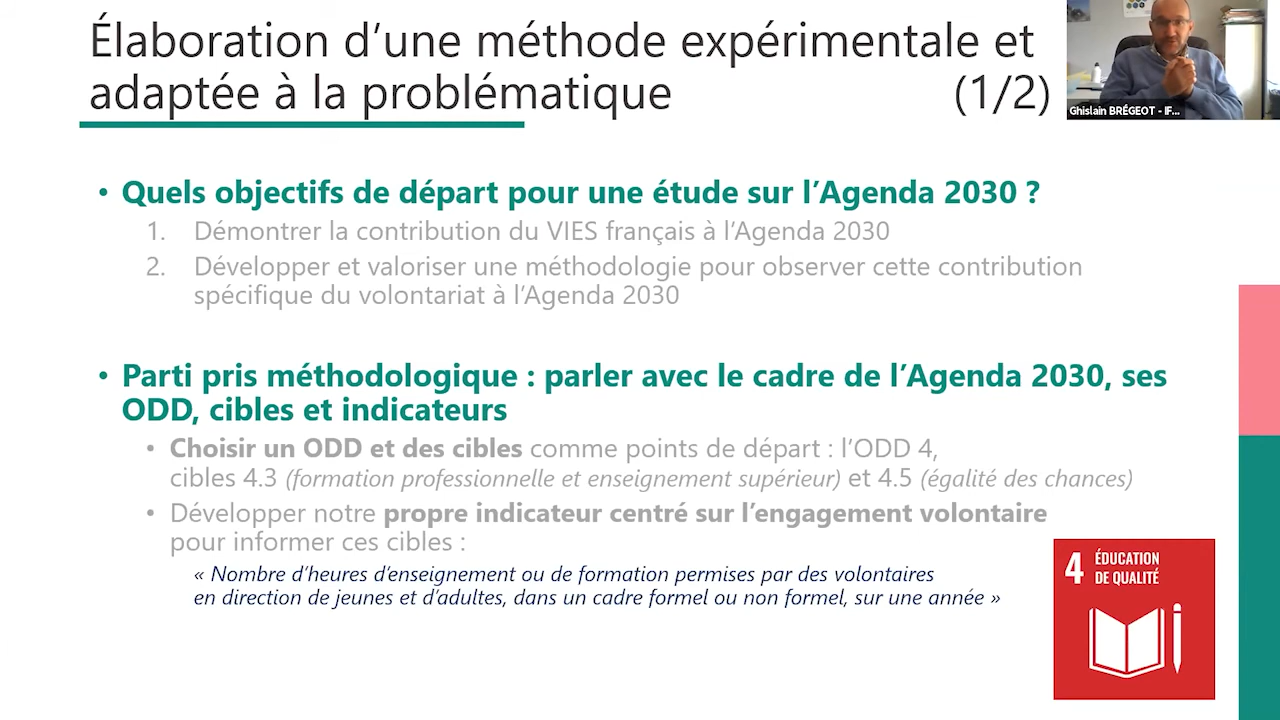 Élaboration d’une méthode expérimentale et
adaptée à la problématique (1/2)
Ghislain BRÉGEOT - IF...
• Quels objectifs de départ pour une étude sur l’Agenda 2030 ?
1. Démontrer la contribution du VIES français à l’Agenda 2030
2. Développer et valoriser une méthodologie pour observer cette contribution
spécifique du volontariat à l’Agenda 2030
• Parti pris méthodologique : parler avec le cadre de l’Agenda 2030, ses
ODD, cibles et indicateurs
• Choisir un ODD et des cibles comme points de départ : l’ODD 4,
cibles 4.3 (formation professionnelle et enseignement supérieur) et 4.5 (égalité des chances)
• Développer notre propre indicateur centré sur l’engagement volontaire
pour informer ces cibles :
« Nombre d’heures d’enseignement ou de formation permises par des volontaires
en direction de jeunes et d’adultes, dans un cadre formel ou non formel, sur une année »
4 ÉDUCATION
DE QUALITÉ